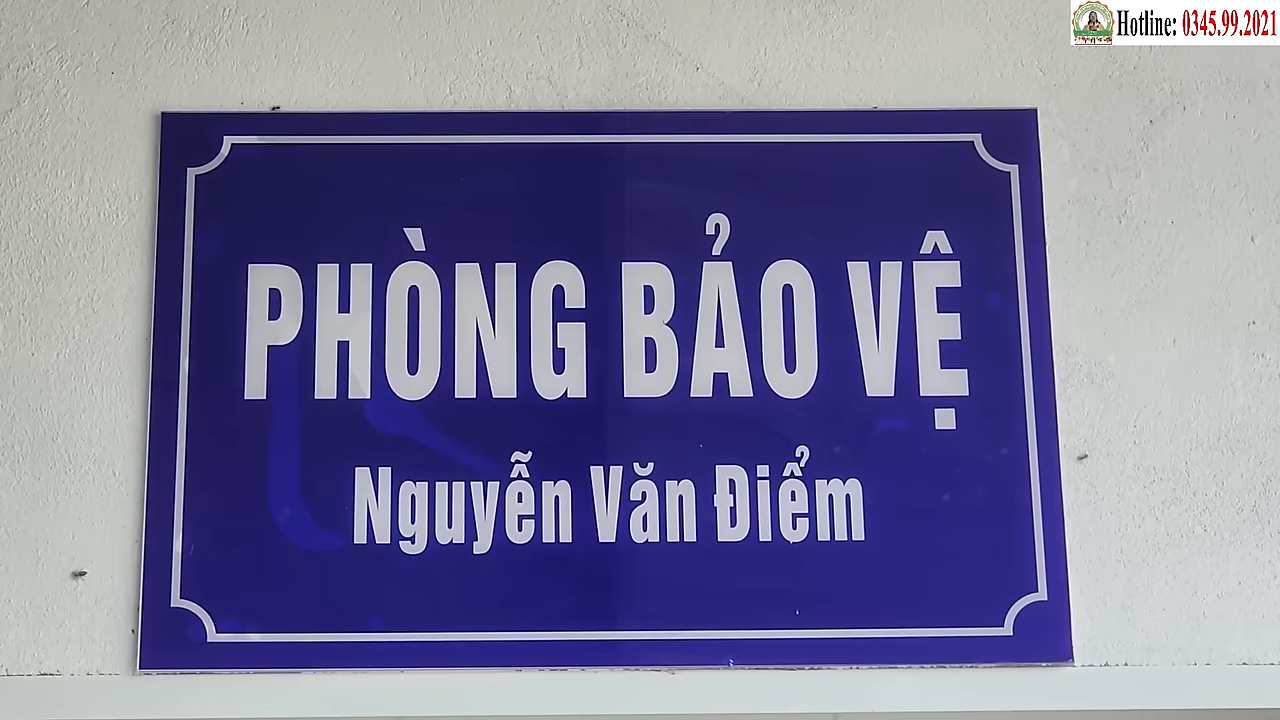 Hotline: 0345.99.2021
PHÒNG BẢO VỆ
Nguyễn Văn Điểm